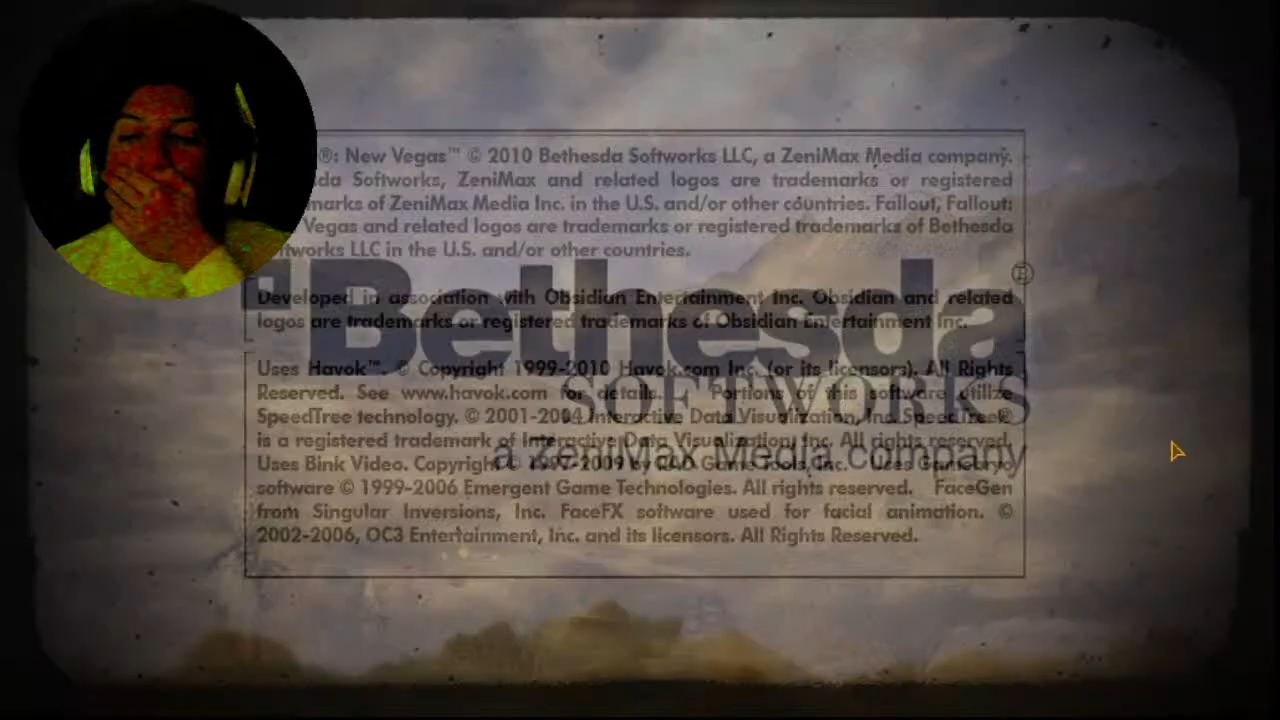 ®: New Vegas™ © 2010 Bethesda Softworks LLC, a ZeniMax Media company.
sda Softworks, ZeniMax and related logos are trademarks or registered
marks of ZeniMax Media Inc. in the U.S. and/or other countries. Fallout, Fallout:
Vegas and related logos are trademarks or registered trademarks of Bethesda
ftworks LLC in the U.S. and/or other countries.
Developed in association with Obsidian Entertainment Inc. Obsidian and related
logos are trademarks or registered trademarks of Obsidian Entertainment Inc.
Bethesda®
SOFTWORKS
a ZeniMax Media company
Uses Havok™. © Copyright 1999-2010 Havok.com Inc. (or its licensors). All Rights
Reserved. See www.havok.com for details. Portions of this software utilize
SpeedTree technology. © 2001-2004 Interactive Data Visualization, Inc. SpeedTree®
is a registered trademark of Interactive Data Visualization, Inc. All rights reserved.
Uses Bink Video. Copyright © 1997-2009 by RAD Game Tools, Inc. Uses Gamebryo
software © 1999-2006 Emergent Game Technologies. All rights reserved. FaceGen
from Singular Inversions, Inc. FaceFX software used for facial animation. ©
2002-2006, OC3 Entertainment, Inc. and its licensors. All Rights Reserved.